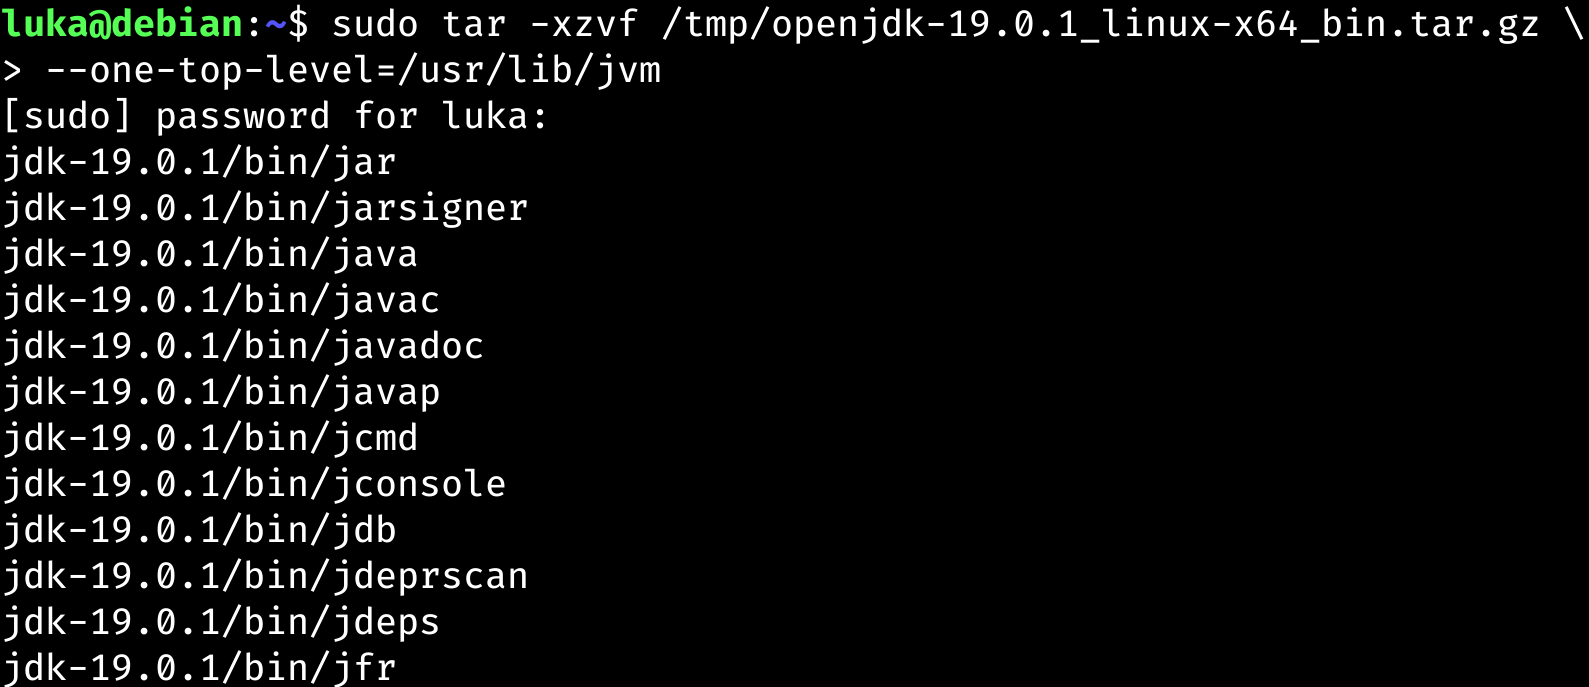 luka@debian:~$ sudo tar -xzvf /tmp/openjdk-19.0.1_linux-x64_bin.tar.gz \
> --one-top-level=/usr/lib/jvm
[sudo] password for luka:
jdk-19.0.1/bin/jar
jdk-19.0.1/bin/jarsigner
jdk-19.0.1/bin/java
jdk-19.0.1/bin/javac
jdk-19.0.1/bin/javadoc
jdk-19.0.1/bin/javap
jdk-19.0.1/bin/jcmd
jdk-19.0.1/bin/jconsole
jdk-19.0.1/bin/jdb
jdk-19.0.1/bin/jdeprscan
jdk-19.0.1/bin/jdeps
jdk-19.0.1/bin/jfr